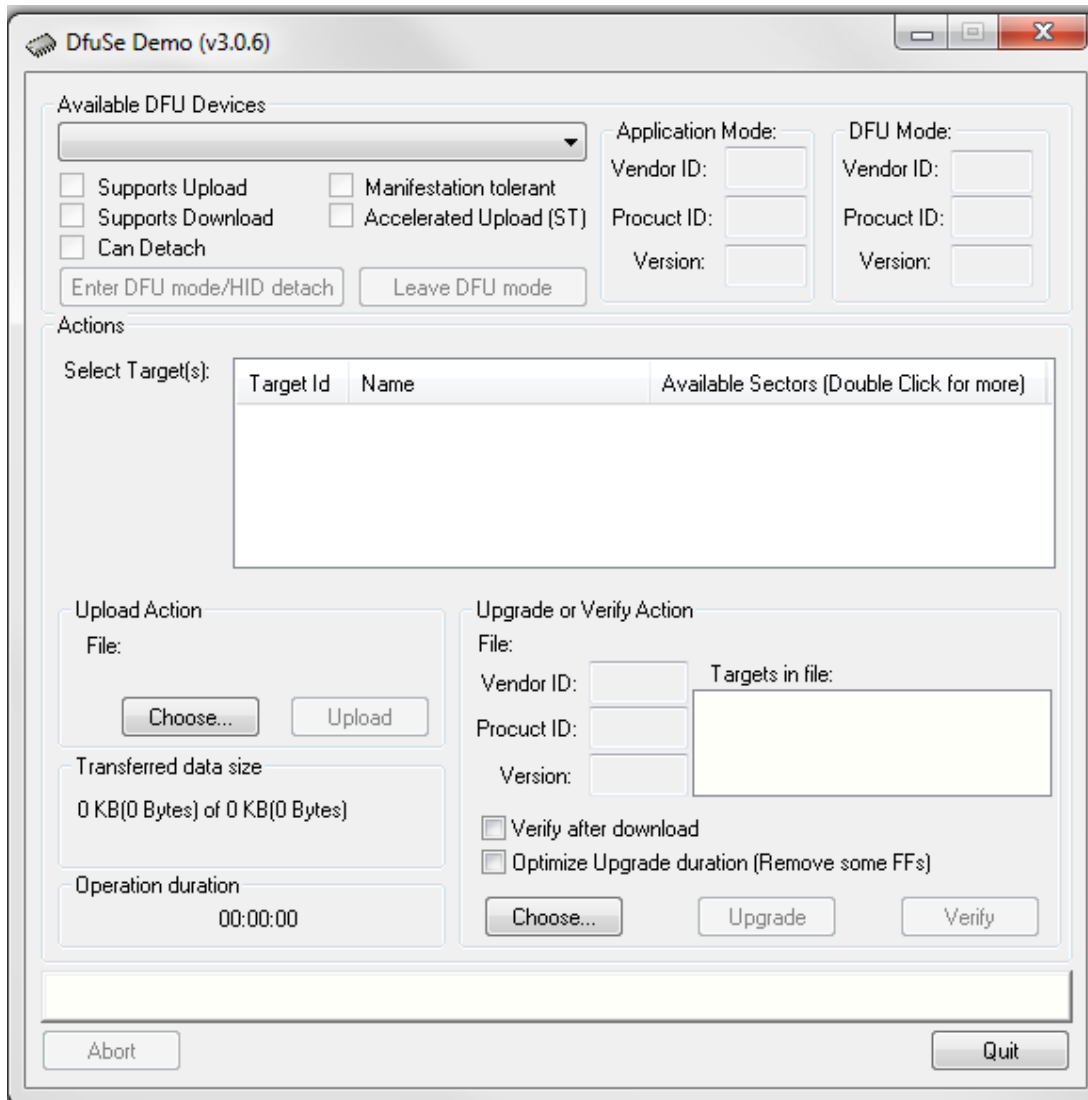 DfuSe Demo (v3.0.6)
Available DFU Devices
Supports Upload
Manifestation tolerant
Supports Download
Accelerated Upload (ST)
Can Detach
Enter DFU mode/HID detach
Leave DFU mode
Application Mode:
Vendor ID:
Procuct ID:
Version:
DFU Mode:
Vendor ID:
Procuct ID:
Version:
Actions
Select Target(s):
Target Id Name Available Sectors (Double Click for more)
Upload Action
File:
Choose... Upload
Transferred data size
0 KB(0 Bytes) of 0 KB(0 Bytes)
Operation duration
00:00:00
Upgrade or Verify Action
File:
Vendor ID:
Procuct ID:
Version:
Targets in file:
Verify after download
Optimize Upgrade duration (Remove some FFs)
Choose... Upgrade Verify
Abort Quit